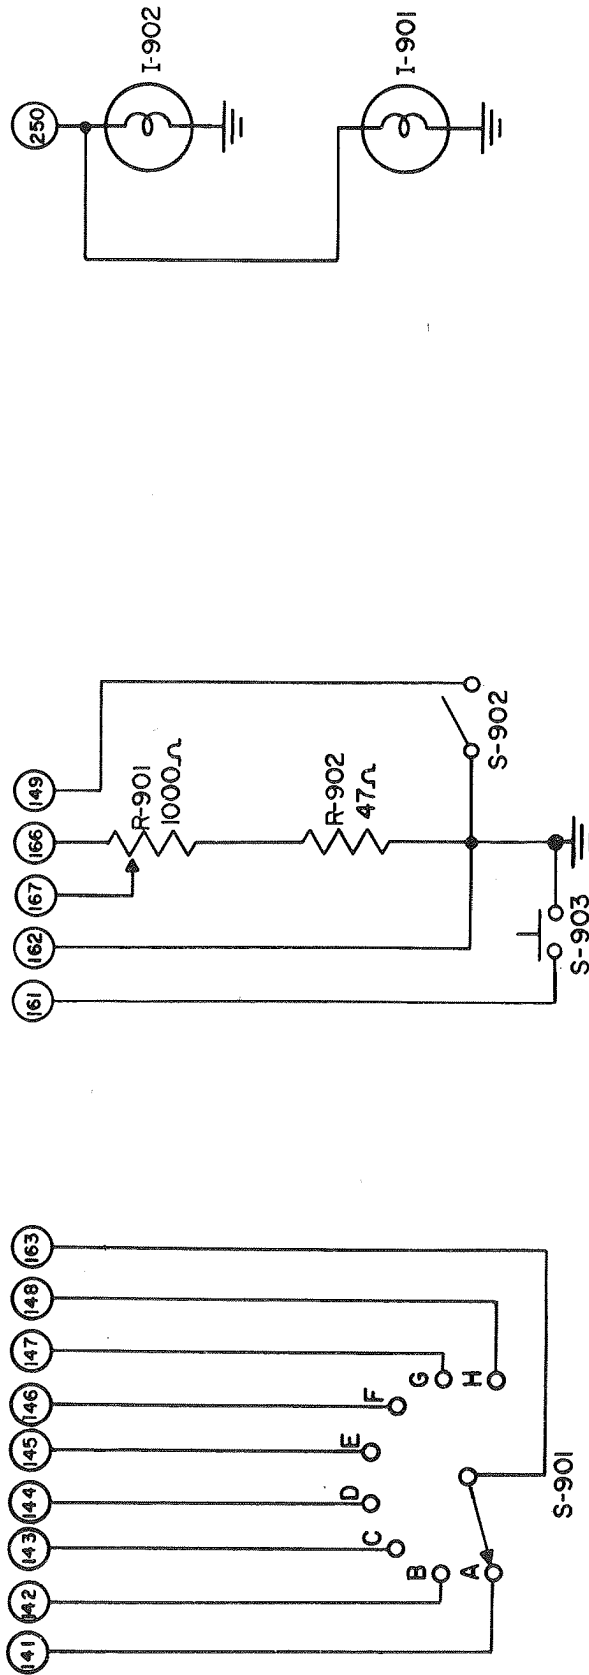 141 142 143 144 145 146 147 148 163
A B C D E F G H
S-901
161 162 167 166 149
R-901
1000Ω
R-902
47Ω
S-902
S-903
250
I-902
I-901